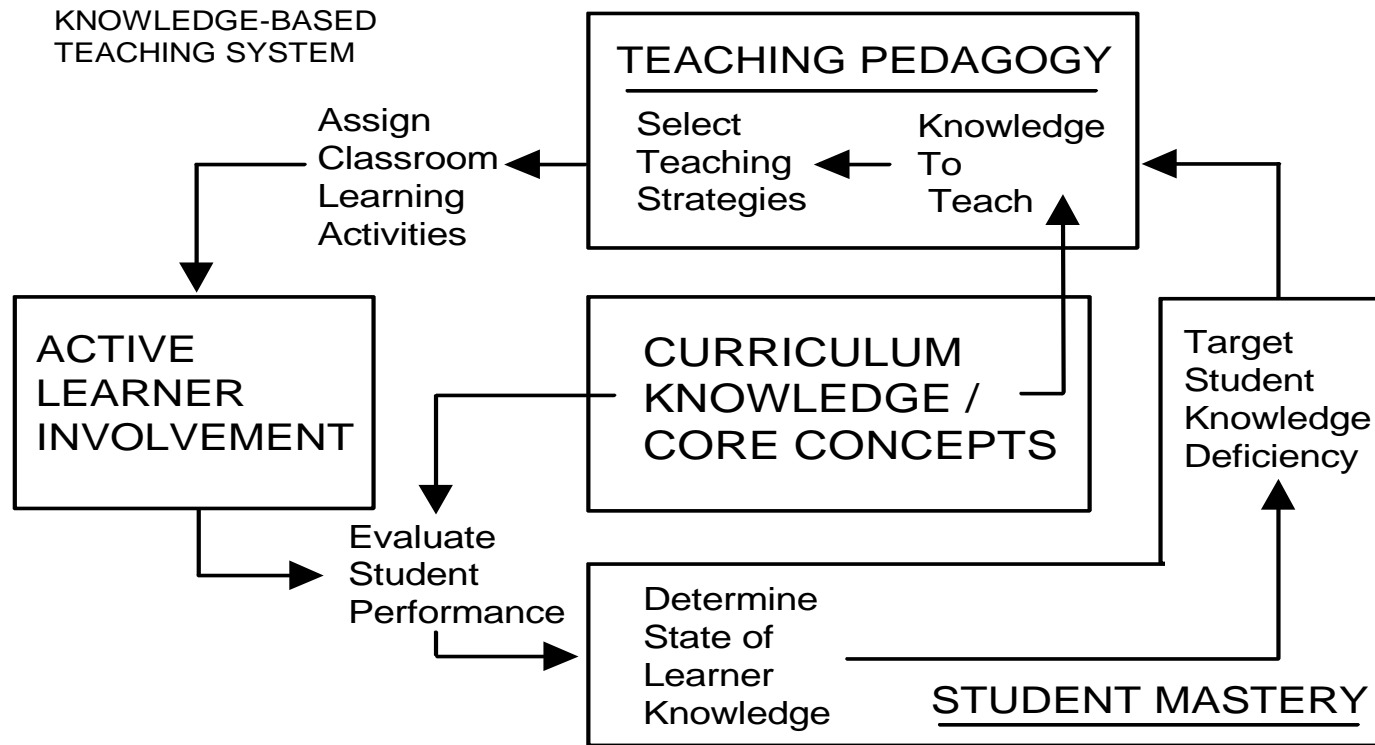 KNOWLEDGE-BASED
TEACHING SYSTEM
TEACHING PEDAGOGY
Select
Teaching
Strategies
Knowledge
To
Teach
Assign
Classroom
Learning
Activities
ACTIVE
LEARNER
INVOLVEMENT
CURRICULUM
KNOWLEDGE /
CORE CONCEPTS
Target
Student
Knowledge
Deficiency
Evaluate
Student
Performance
Determine
State of
Learner
Knowledge
STUDENT MASTERY